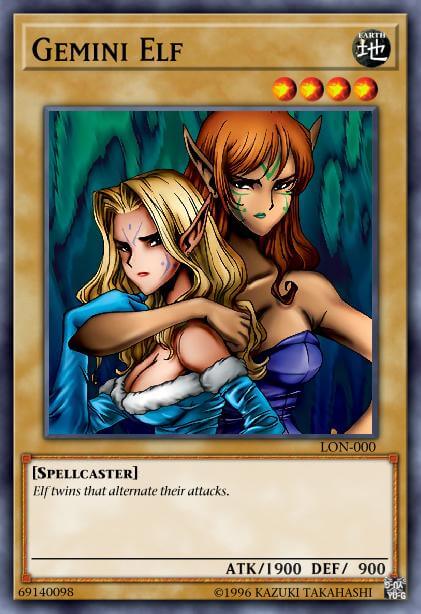 GEMINI ELF
EARTH
地
LON-000
[SPELLCASTER]
Elf twins that alternate their attacks.
ATK/1900 DEF/ 900
69140098
©1996 KAZUKI TAKAHASHI